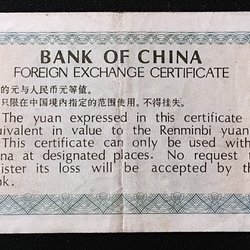 BANK OF CHINA
FOREIGN EXCHANGE CERTIFICATE
的元与人民币元等值。
只限在中国境内指定的范围使用,不得挂失。
The yuan expressed in this certificate
uivalent in value to the Renminbi yuan
This certificate can only be used with
na at designated places. No request
ister its loss will be accepted by the
nk.